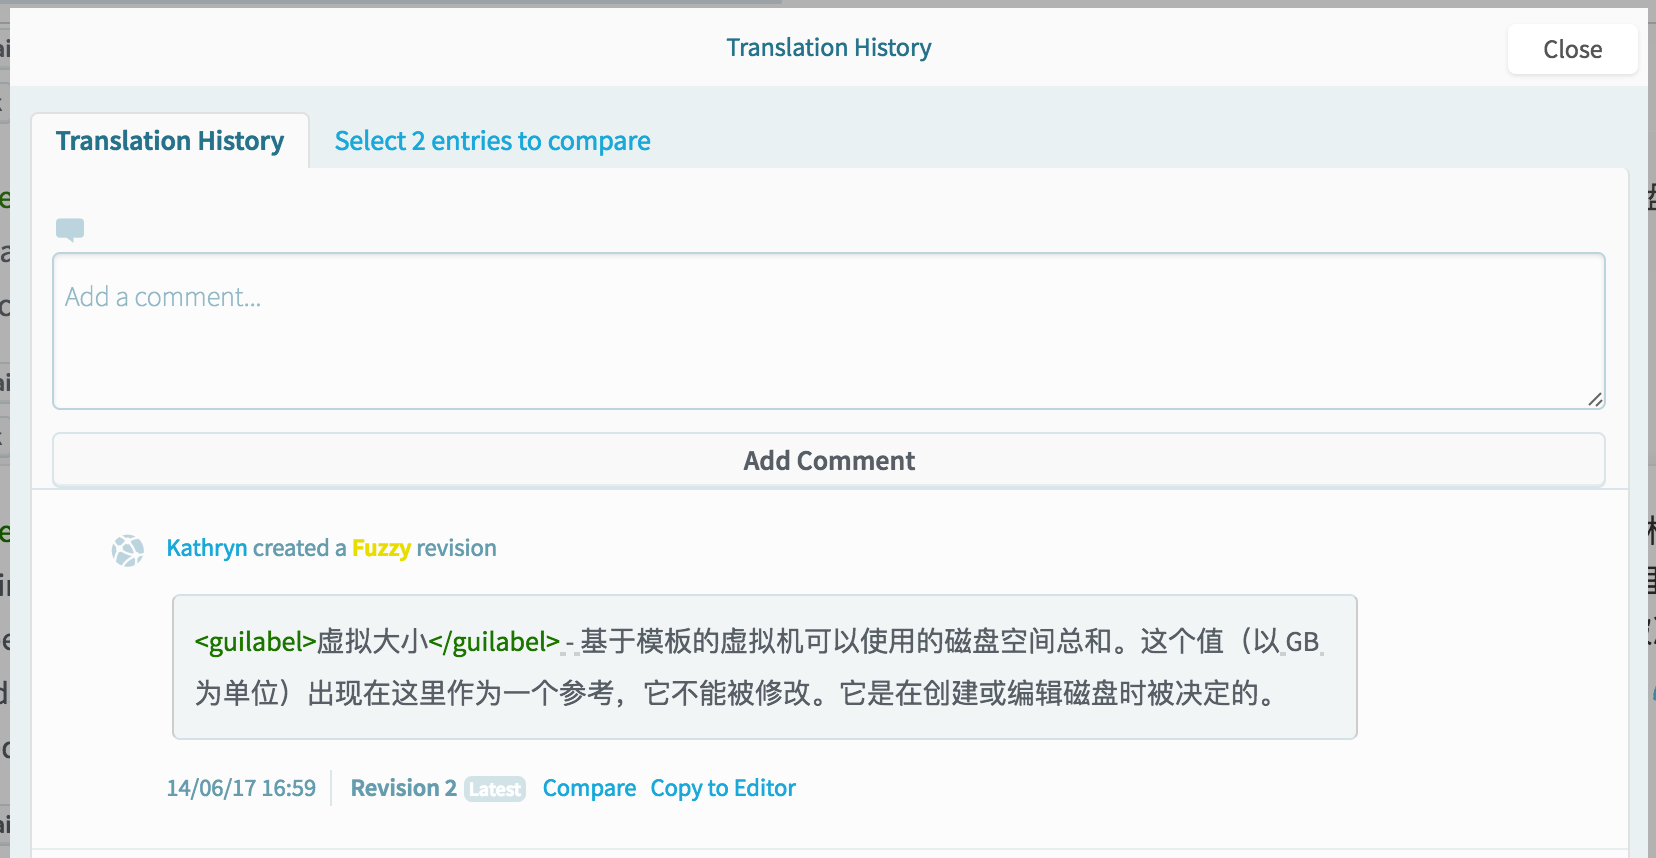 Translation History
Close
Translation History
Select 2 entries to compare
Add a comment...
Add Comment
Kathryn created a Fuzzy revision
<guilabel>虚拟大小</guilabel> - 基于模板的虚拟机可以使用的磁盘空间总和。这个值（以 GB
为单位）出现在这里作为一个参考，它不能被修改。它是在创建或编辑磁盘时被决定的。
14/06/17 16:59
Revision 2 Latest Compare Copy to Editor